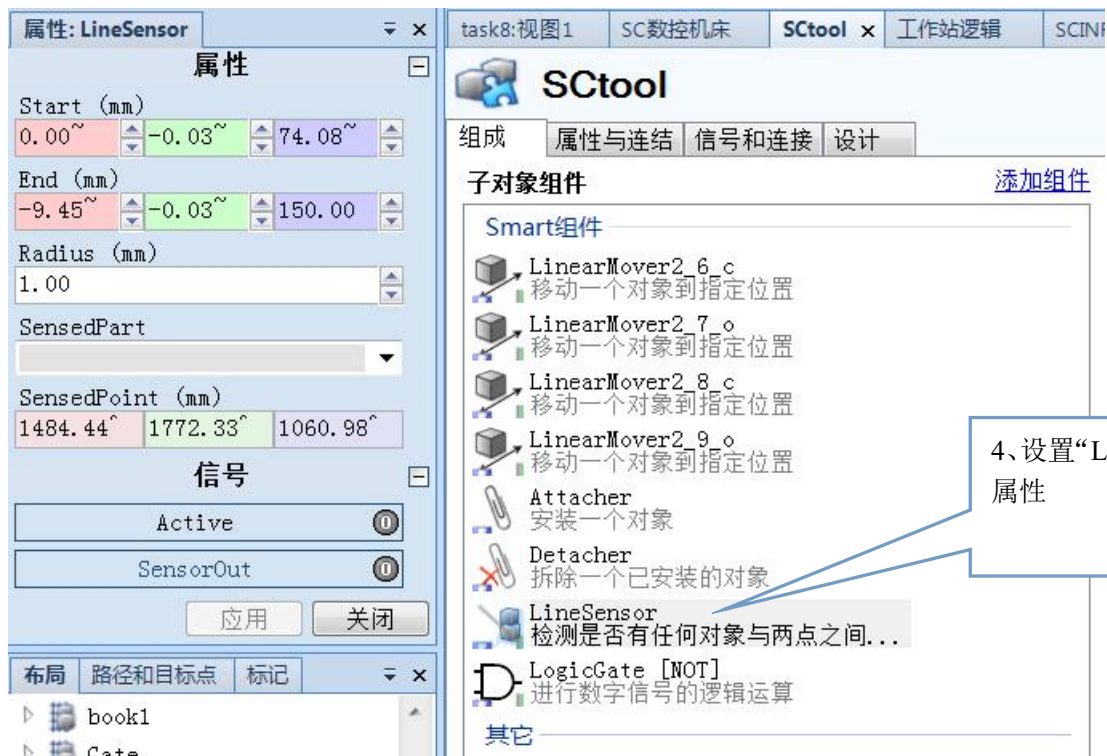 属性: LineSensor
属性
Start (mm)
0.00~ -0.03~ 74.08~
End (mm)
-9.45~ -0.03~ 150.00
Radius (mm)
1.00
SensedPart
SensedPoint (mm)
1484.44~ 1772.33~ 1060.98~
信号
Active
SensorOut
应用 关闭
布局 路径和目标点 标记
book1
Gate
task8:视图1 SC数控机床 SCtool 工作站逻辑 SCINF
SCtool
组成 属性与连结 信号和连接 设计
子对象组件 添加组件
Smart组件
LinearMover2_6_c
移动一个对象到指定位置
LinearMover2_7_o
移动一个对象到指定位置
LinearMover2_8_c
移动一个对象到指定位置
LinearMover2_9_o
移动一个对象到指定位置
Attacher
安装一个对象
Detacher
拆除一个已安装的对象
LineSensor
检测是否有任何对象与两点之间...
LogicGate [NOT]
进行数字信号的逻辑运算
其它
4、设置“L
属性